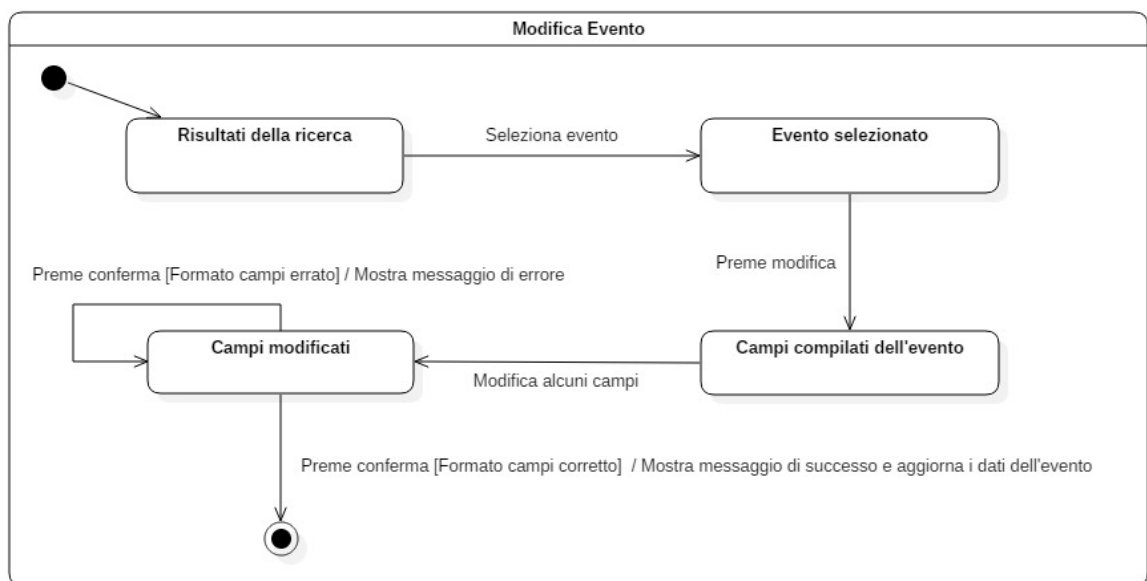 Modifica Evento
Risultati della ricerca
Seleziona evento
Evento selezionato
Preme modifica
Preme conferma [Formato campi errato] / Mostra messaggio di errore
Campi modificati
Modifica alcuni campi
Campi compilati dell'evento
Preme conferma [Formato campi corretto]  / Mostra messaggio di successo e aggiorna i dati dell'evento